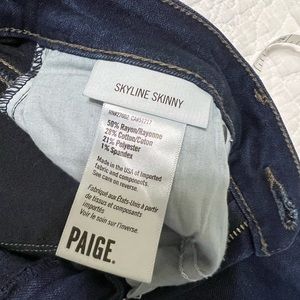 SKYLINE SKINNY
50% Rayon/Rayonne
28% Cotton/Coton
21% Polyester
1% Spandex
Made in the USA of imported
fabric and components.
See care on reverse.
Fabriqué aux États-Unis à partir
de tissus et composants
importés
Voir le soin sur l'inverse.
PAIGE.